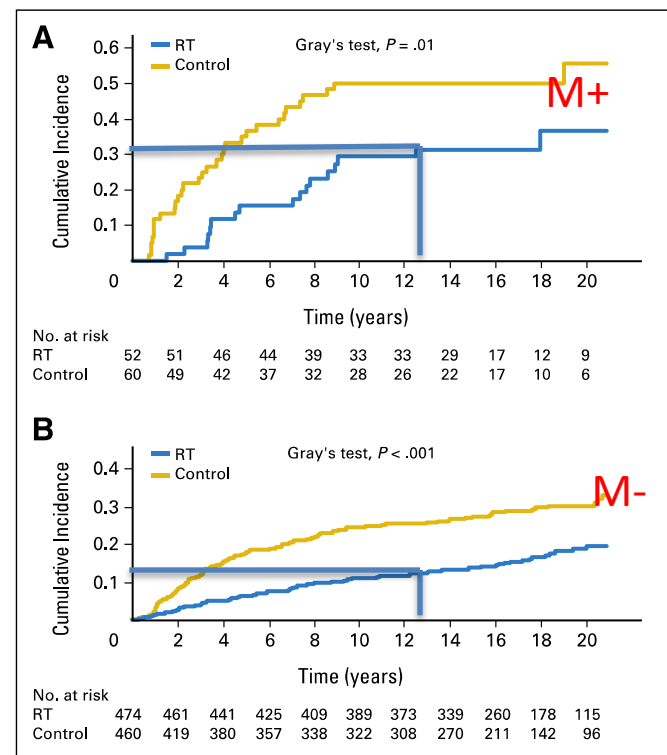 A
RT
Control
Gray's test, P = .01
M+
Cumulative Incidence
0.6
0.5
0.4
0.3
0.2
0.1
0 2 4 6 8 10 12 14 16 18 20
Time (years)
No. at risk
RT 52 51 46 44 39 33 33 29 17 12 9
Control 60 49 42 37 32 28 26 22 17 10 6
B
RT
Control
Gray's test, P < .001
M-
Cumulative Incidence
0.4
0.3
0.2
0.1
0 2 4 6 8 10 12 14 16 18 20
Time (years)
No. at risk
RT 474 461 441 425 409 389 373 339 260 178 115
Control 460 419 380 357 338 322 308 270 211 142 96